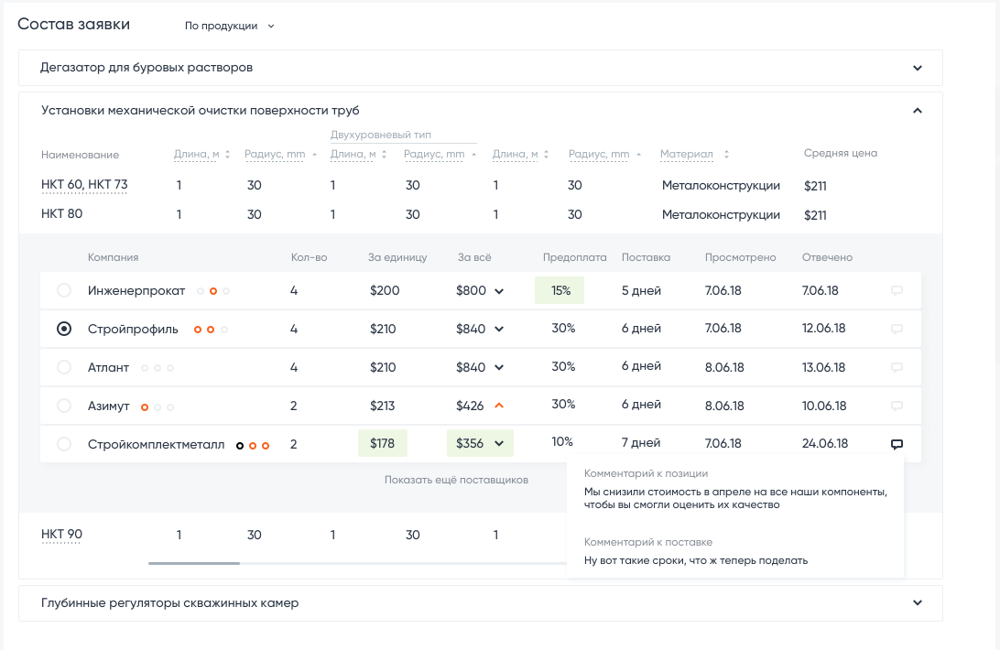 Состав заявки По продукции
Дегазатор для буровых растворов
Установки механической очистки поверхности труб
Двухуровневый тип
Наименование Длина, м Радиус, mm Длина, м Радиус, mm Длина, м Радиус, mm Материал Средняя цена
НКТ 60, НКТ 73 1 30 1 30 1 30 Металоконструкции $211
НКТ 80 1 30 1 30 1 30 Металоконструкции $211
Компания Кол-во За единицу За всё Предоплата Поставка Просмотрено Отвечено
Инженерпрокат 4 $200 $800 15% 5 дней 7.06.18 7.06.18
Стройпрофиль 4 $210 $840 30% 6 дней 7.06.18 12.06.18
Атлант 4 $210 $840 30% 6 дней 8.06.18 13.06.18
Азимут 2 $213 $426 30% 6 дней 8.06.18 10.06.18
Стройкомплектметалл 2 $178 $356 10% 7 дней 7.06.18 24.06.18
Показать ещё поставщиков
Комментарий к позиции
Мы снизили стоимость в апреле на все наши компоненты,
чтобы вы смогли оценить их качество
Комментарий к поставке
Ну вот такие сроки, что ж теперь поделать
НКТ 90 1 30 1 30 1
Глубинные регуляторы скважинных камер